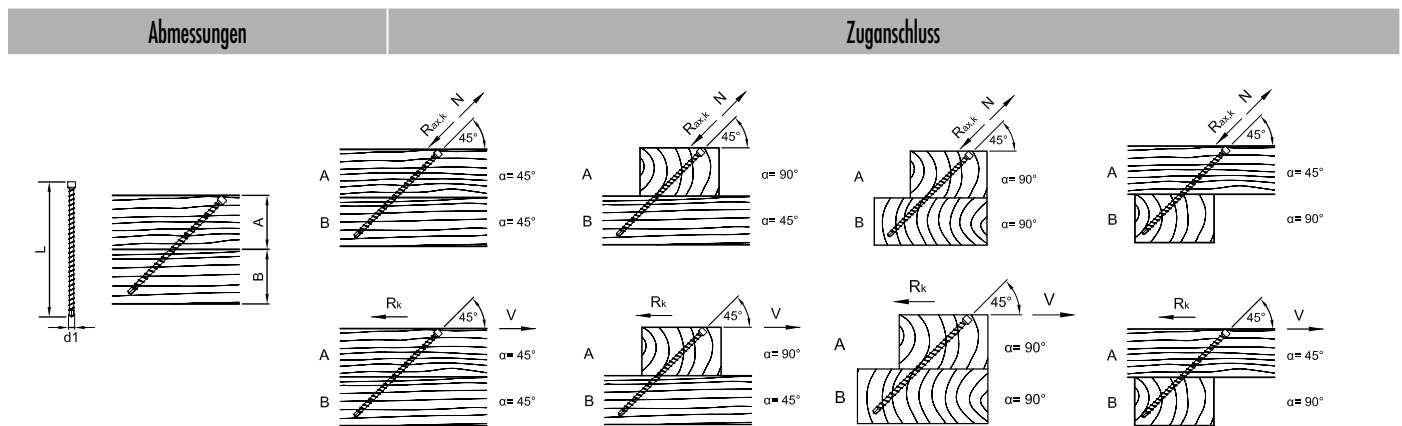 Abmessungen
Zuganschluss
L
d1
A
B
Rax,k N
45°
A α= 45°
B α= 45°
Rax,k N
45°
A α= 90°
B α= 45°
Rax,k N
45°
A α= 90°
B α= 90°
Rax,k N
45°
A α= 45°
B α= 90°
Rk V
45°
A α= 45°
B α= 45°
Rk V
45°
A α= 90°
B α= 45°
Rk V
45°
A α= 90°
B α= 90°
Rk V
45°
A α= 45°
B α= 90°